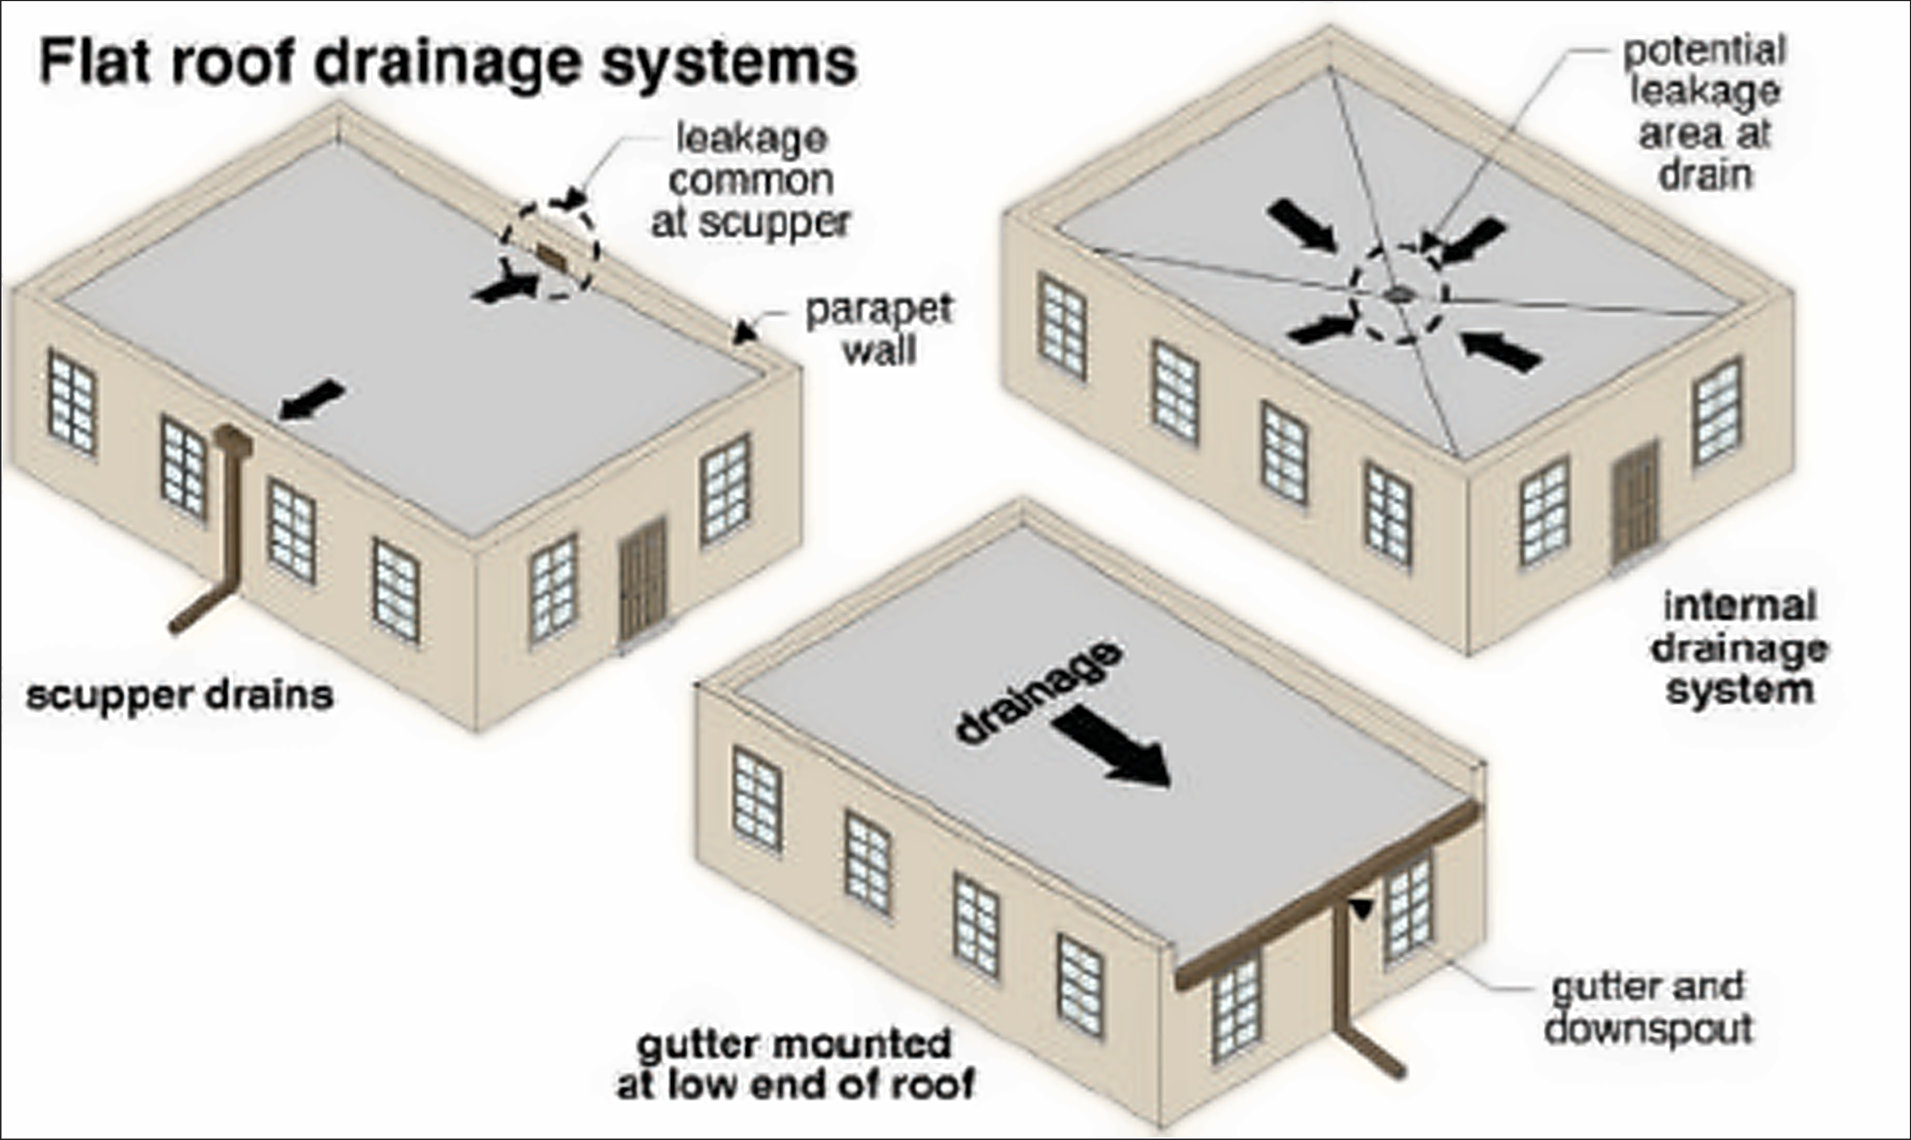 Flat roof drainage systems
leakage
common
at scupper
parapet
wall
scupper drains
potential
leakage
area at
drain
internal
drainage
system
drainage
gutter mounted
at low end of roof
gutter and
downspout